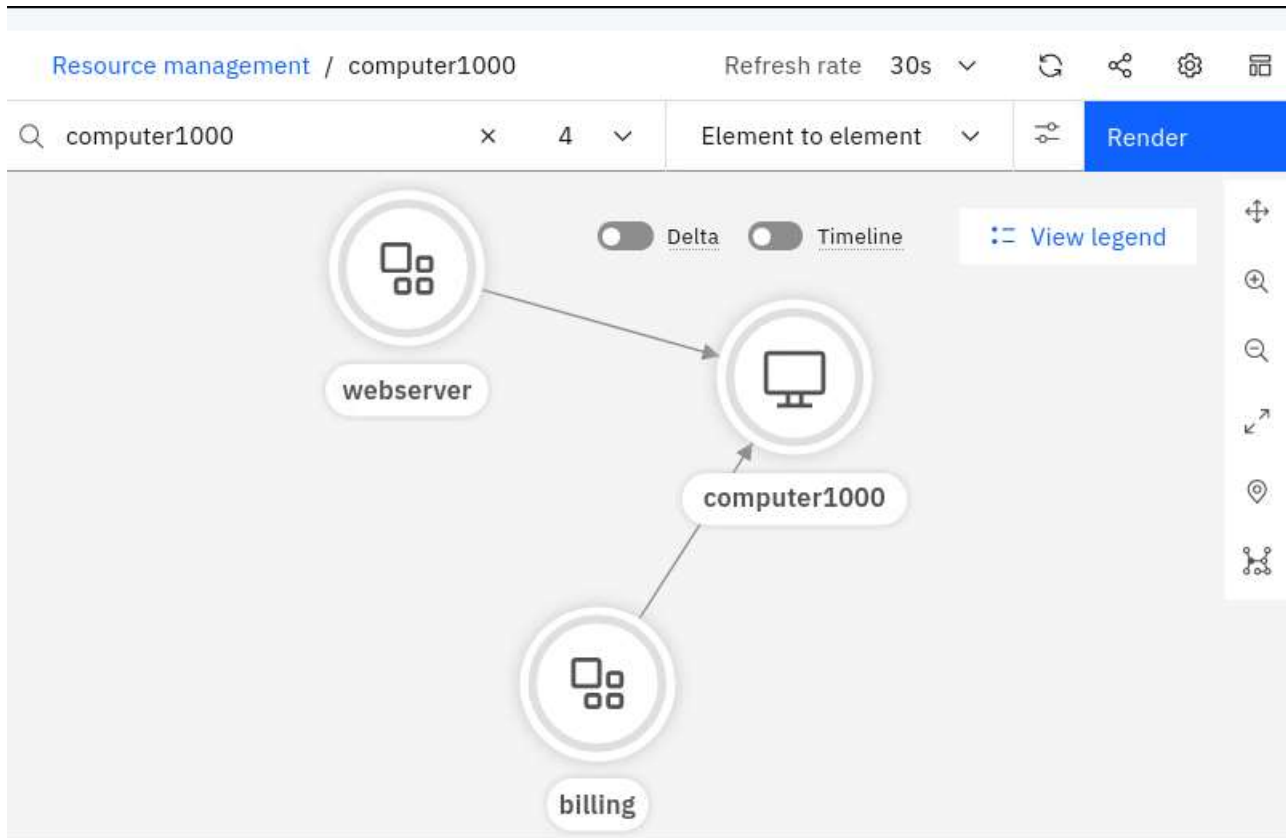 Resource management / computer1000 Refresh rate 30s
computer1000 4 Element to element Render
Delta Timeline View legend
webserver
computer1000
billing